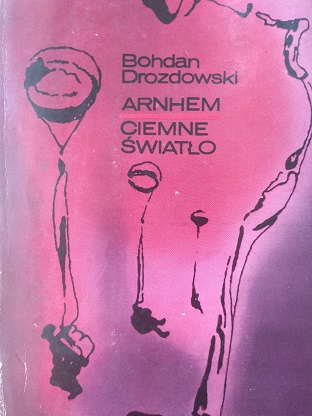 Bohdan
Drozdowski
ARNHEM
CIEMNE
ŚWIATŁO